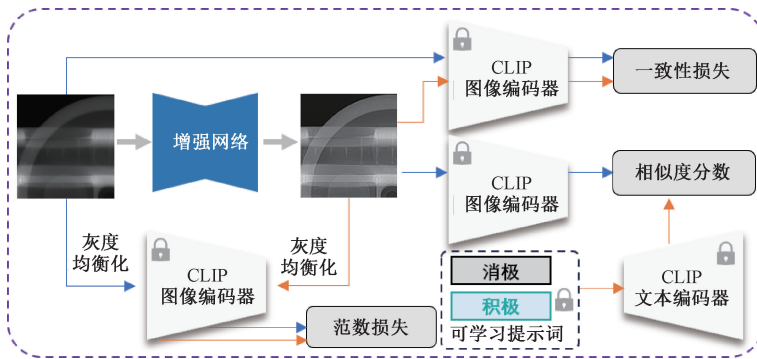 CLIP
图像编码器
一致性损失
增强网络
CLIP
图像编码器
相似度分数
灰度
均衡化
灰度
均衡化
CLIP
图像编码器
消极
积极
可学习提示词
CLIP
文本编码器
范数损失